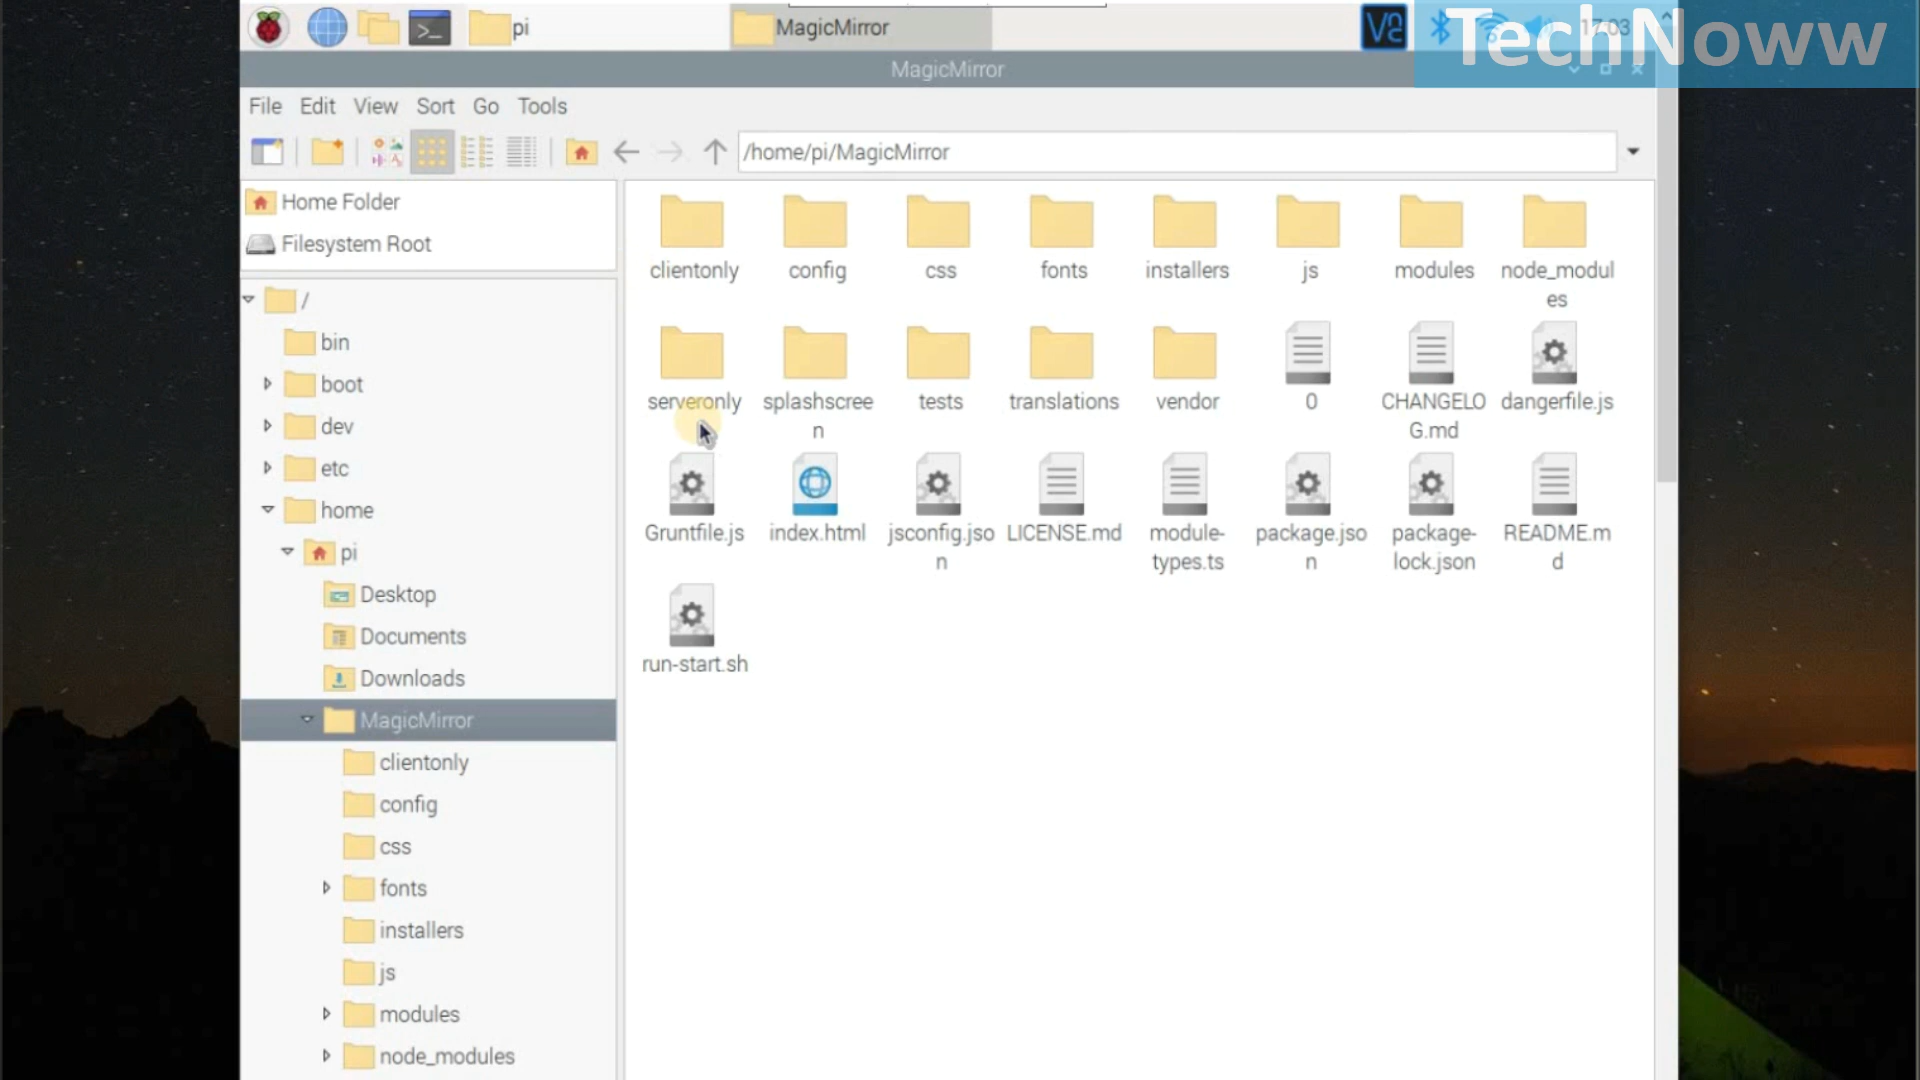 pi
MagicMirror
V2
17:03
TechNoww
MagicMirror
File Edit View Sort Go Tools
/home/pi/MagicMirror
Home Folder
Filesystem Root
/
bin
boot
dev
etc
home
pi
Desktop
Documents
Downloads
MagicMirror
clientonly
config
css
fonts
installers
js
modules
node_modules
clientonly config css fonts installers js modules node_modul
es
serveronly splashscree tests translations vendor 0 CHANGELO dangerfile.js
n G.md
Gruntfile.js index.html jsconfig.jso LICENSE.md module- package.jso package- README.m
n types.ts n lock.json d
run-start.sh